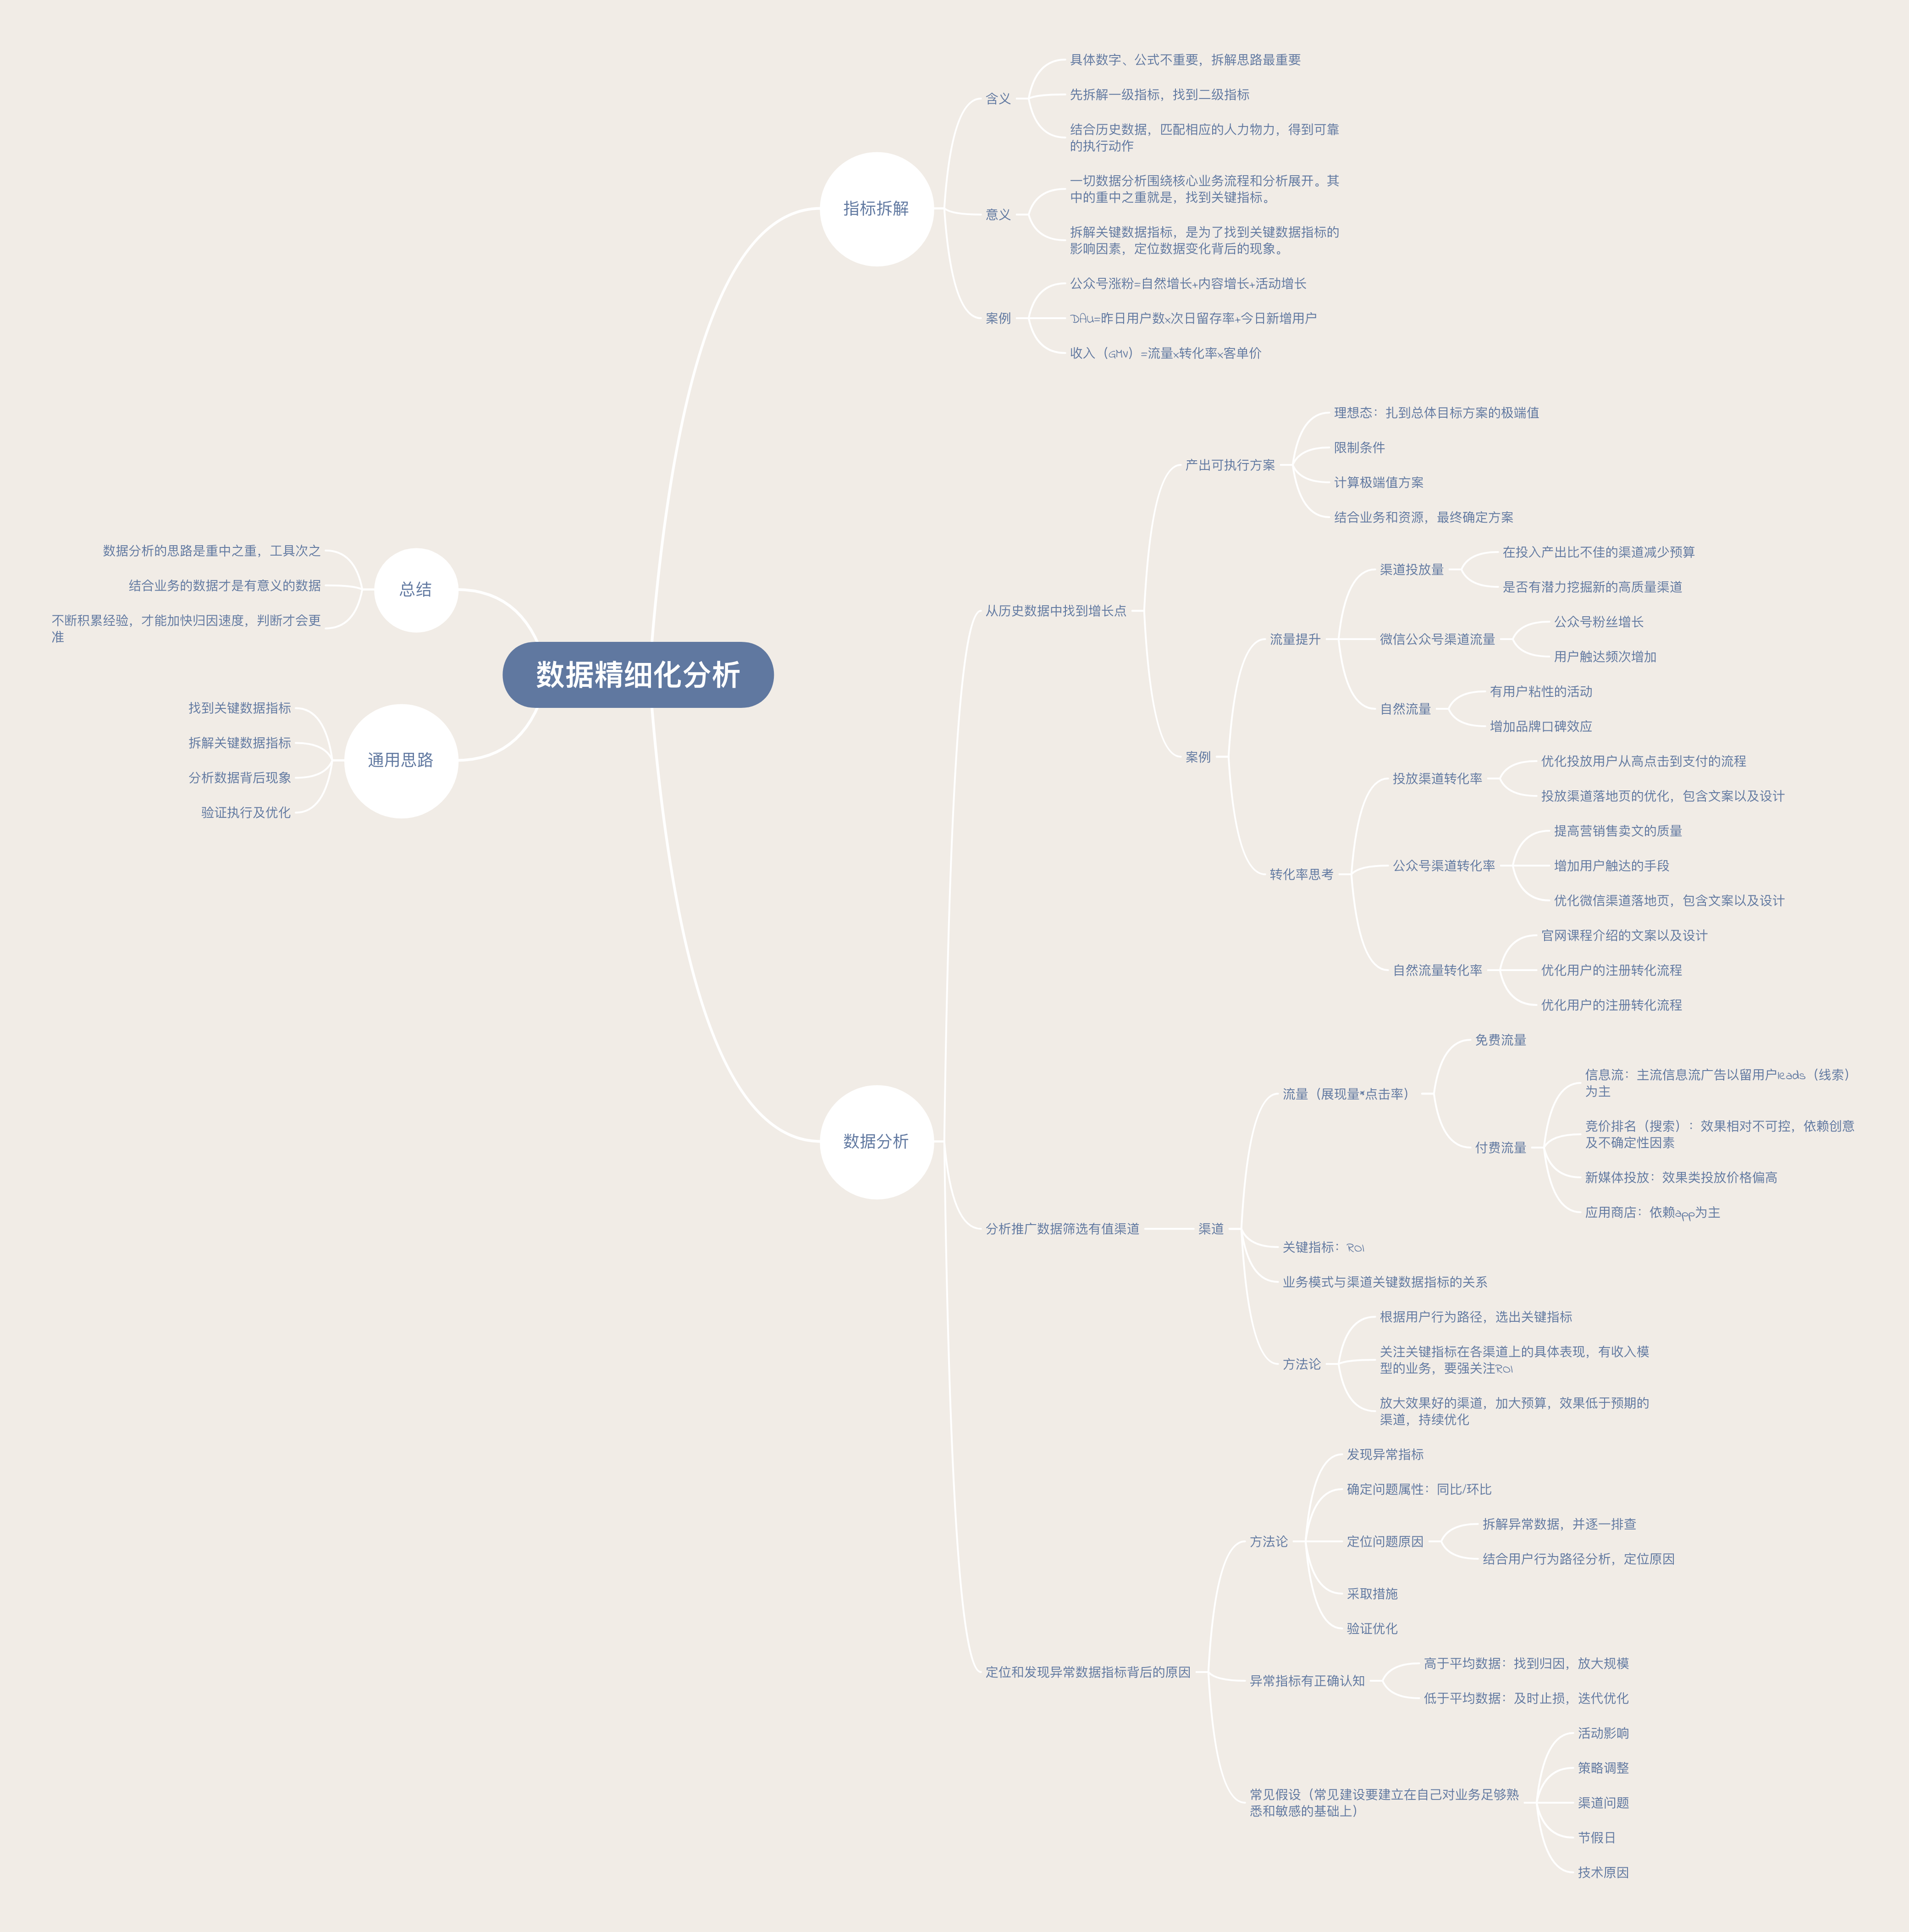 数据精细化分析
指标拆解
含义
具体数字、公式不重要，拆解思路最重要
先拆解一级指标，找到二级指标
结合历史数据，匹配相应的人力物力，得到可靠
的执行动作
意义
一切数据分析围绕核心业务流程和分析展开。其
中的重中之重就是，找到关键指标。
拆解关键数据指标，是为了找到关键数据指标的
影响因素，定位数据变化背后的现象。
案例
公众号涨粉=自然增长+内容增长+活动增长
DAU=昨日用户数x次日留存率+今日新增用户
收入（GMV）=流量x转化率x客单价
数据分析
从历史数据中找到增长点
产出可执行方案
理想态：扎到总体目标方案的极端值
限制条件
计算极端值方案
结合业务和资源，最终确定方案
案例
流量提升
渠道投放量
在投入产出比不佳的渠道减少预算
是否有潜力挖掘新的高质量渠道
微信公众号渠道流量
公众号粉丝增长
用户触达频次增加
自然流量
有用户粘性的活动
增加品牌口碑效应
转化率思考
投放渠道转化率
优化投放用户从高点击到支付的流程
投放渠道落地页的优化，包含文案以及设计
公众号渠道转化率
提高营销售卖文的质量
增加用户触达的手段
优化微信渠道落地页，包含文案以及设计
自然流量转化率
官网课程介绍的文案以及设计
优化用户的注册转化流程
优化用户的注册转化流程
分析推广数据筛选有值渠道
渠道
流量（展现量*点击率）
免费流量
付费流量
信息流：主流信息流广告以留用户leads（线索）
为主
竞价排名（搜索）：效果相对不可控，依赖创意
及不确定性因素
新媒体投放：效果类投放价格偏高
应用商店：依赖app为主
关键指标：ROI
业务模式与渠道关键数据指标的关系
方法论
根据用户行为路径，选出关键指标
关注关键指标在各渠道上的具体表现，有收入模
型的业务，要强关注ROI
放大效果好的渠道，加大预算，效果低于预期的
渠道，持续优化
定位和发现异常数据指标背后的原因
方法论
发现异常指标
确定问题属性：同比/环比
定位问题原因
拆解异常数据，并逐一排查
结合用户行为路径分析，定位原因
采取措施
验证优化
异常指标有正确认知
高于平均数据：找到归因，放大规模
低于平均数据：及时止损，迭代优化
常见假设（常见建设要建立在自己对业务足够熟
悉和敏感的基础上）
活动影响
策略调整
渠道问题
节假日
技术原因
总结
数据分析的思路是重中之重，工具次之
结合业务的数据才是有意义的数据
不断积累经验，才能加快归因速度，判断才会更
准
通用思路
找到关键数据指标
拆解关键数据指标
分析数据背后现象
验证执行及优化